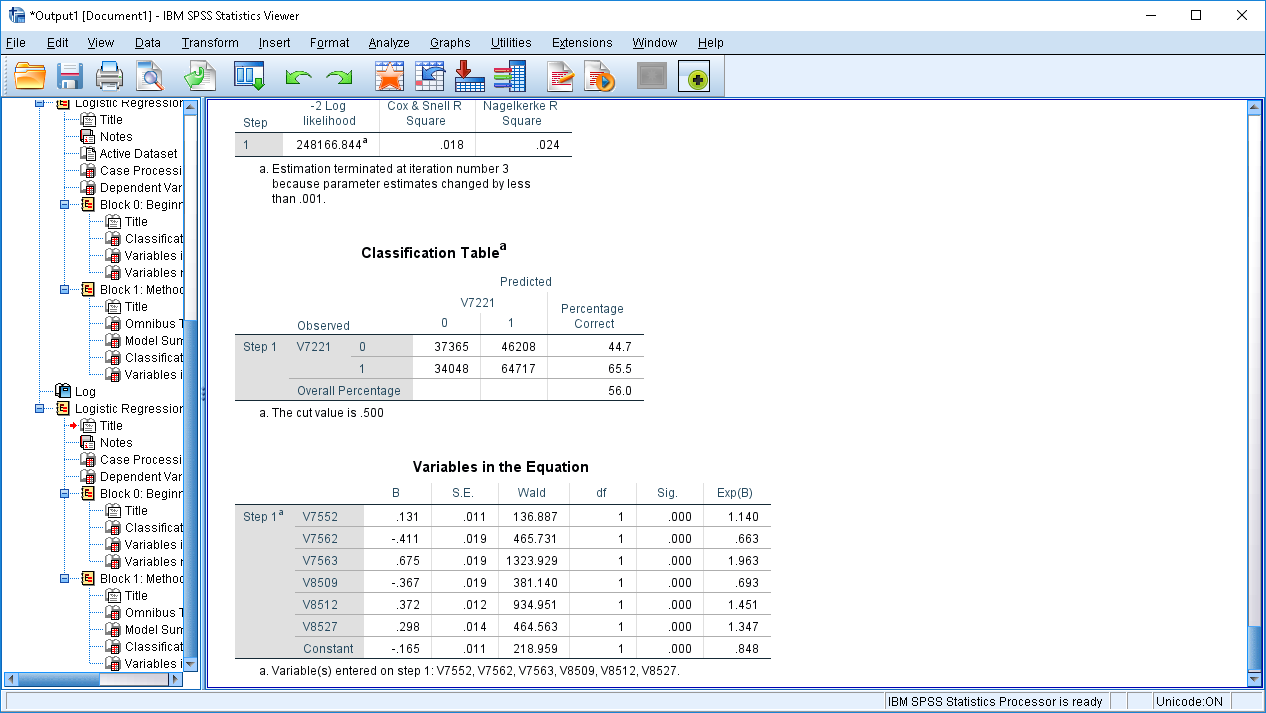 *Output1 [Document1] - IBM SPSS Statistics Viewer
File Edit View Data Transform Insert Format Analyze Graphs Utilities Extensions Window Help
Logistic Regression
Title
Notes
Active Dataset
Case Processi
Dependent Var
Block 0: Beginn
Title
Classificat
Variables i
Variables n
Block 1: Method
Title
Omnibus T
Model Sum
Classificat
Variables i
Log
Logistic Regression
Title
Notes
Case Processi
Dependent Var
Block 0: Beginn
Title
Classificat
Variables i
Variables n
Block 1: Method
Title
Omnibus T
Model Sum
Classificat
Variables i
-2 Log Cox & Snell R Nagelkerke R
Step likelihood Square Square
1 248166.844a .018 .024
a. Estimation terminated at iteration number 3
because parameter estimates changed by less
than .001.
Classification Tablea
Predicted
V7221 Percentage
Observed 0 1 Correct
Step 1 V7221 0 37365 46208 44.7
1 34048 64717 65.5
Overall Percentage 56.0
a. The cut value is .500
Variables in the Equation
B S.E. Wald df Sig. Exp(B)
Step 1a V7552 .131 .011 136.887 1 .000 1.140
V7562 -.411 .019 465.731 1 .000 .663
V7563 .675 .019 1323.929 1 .000 1.963
V8509 -.367 .019 381.140 1 .000 .693
V8512 .372 .012 934.951 1 .000 1.451
V8527 .298 .014 464.563 1 .000 1.347
Constant -.165 .011 218.959 1 .000 .848
a. Variable(s) entered on step 1: V7552, V7562, V7563, V8509, V8512, V8527.
IBM SPSS Statistics Processor is ready Unicode:ON